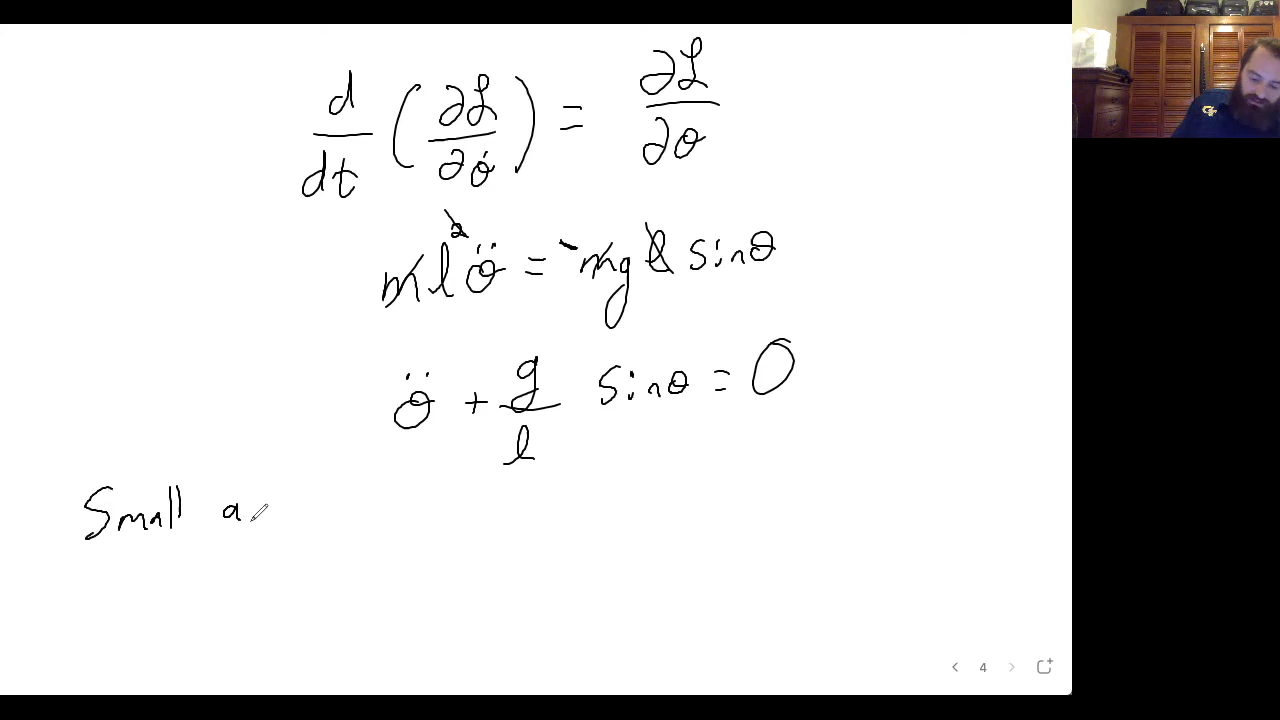 d/dt (∂ℒ/∂θ̇) = ∂ℒ/∂θ
ml²θ̈ = -mgl sinθ
θ̈ + g/l sinθ = 0
Small a
4